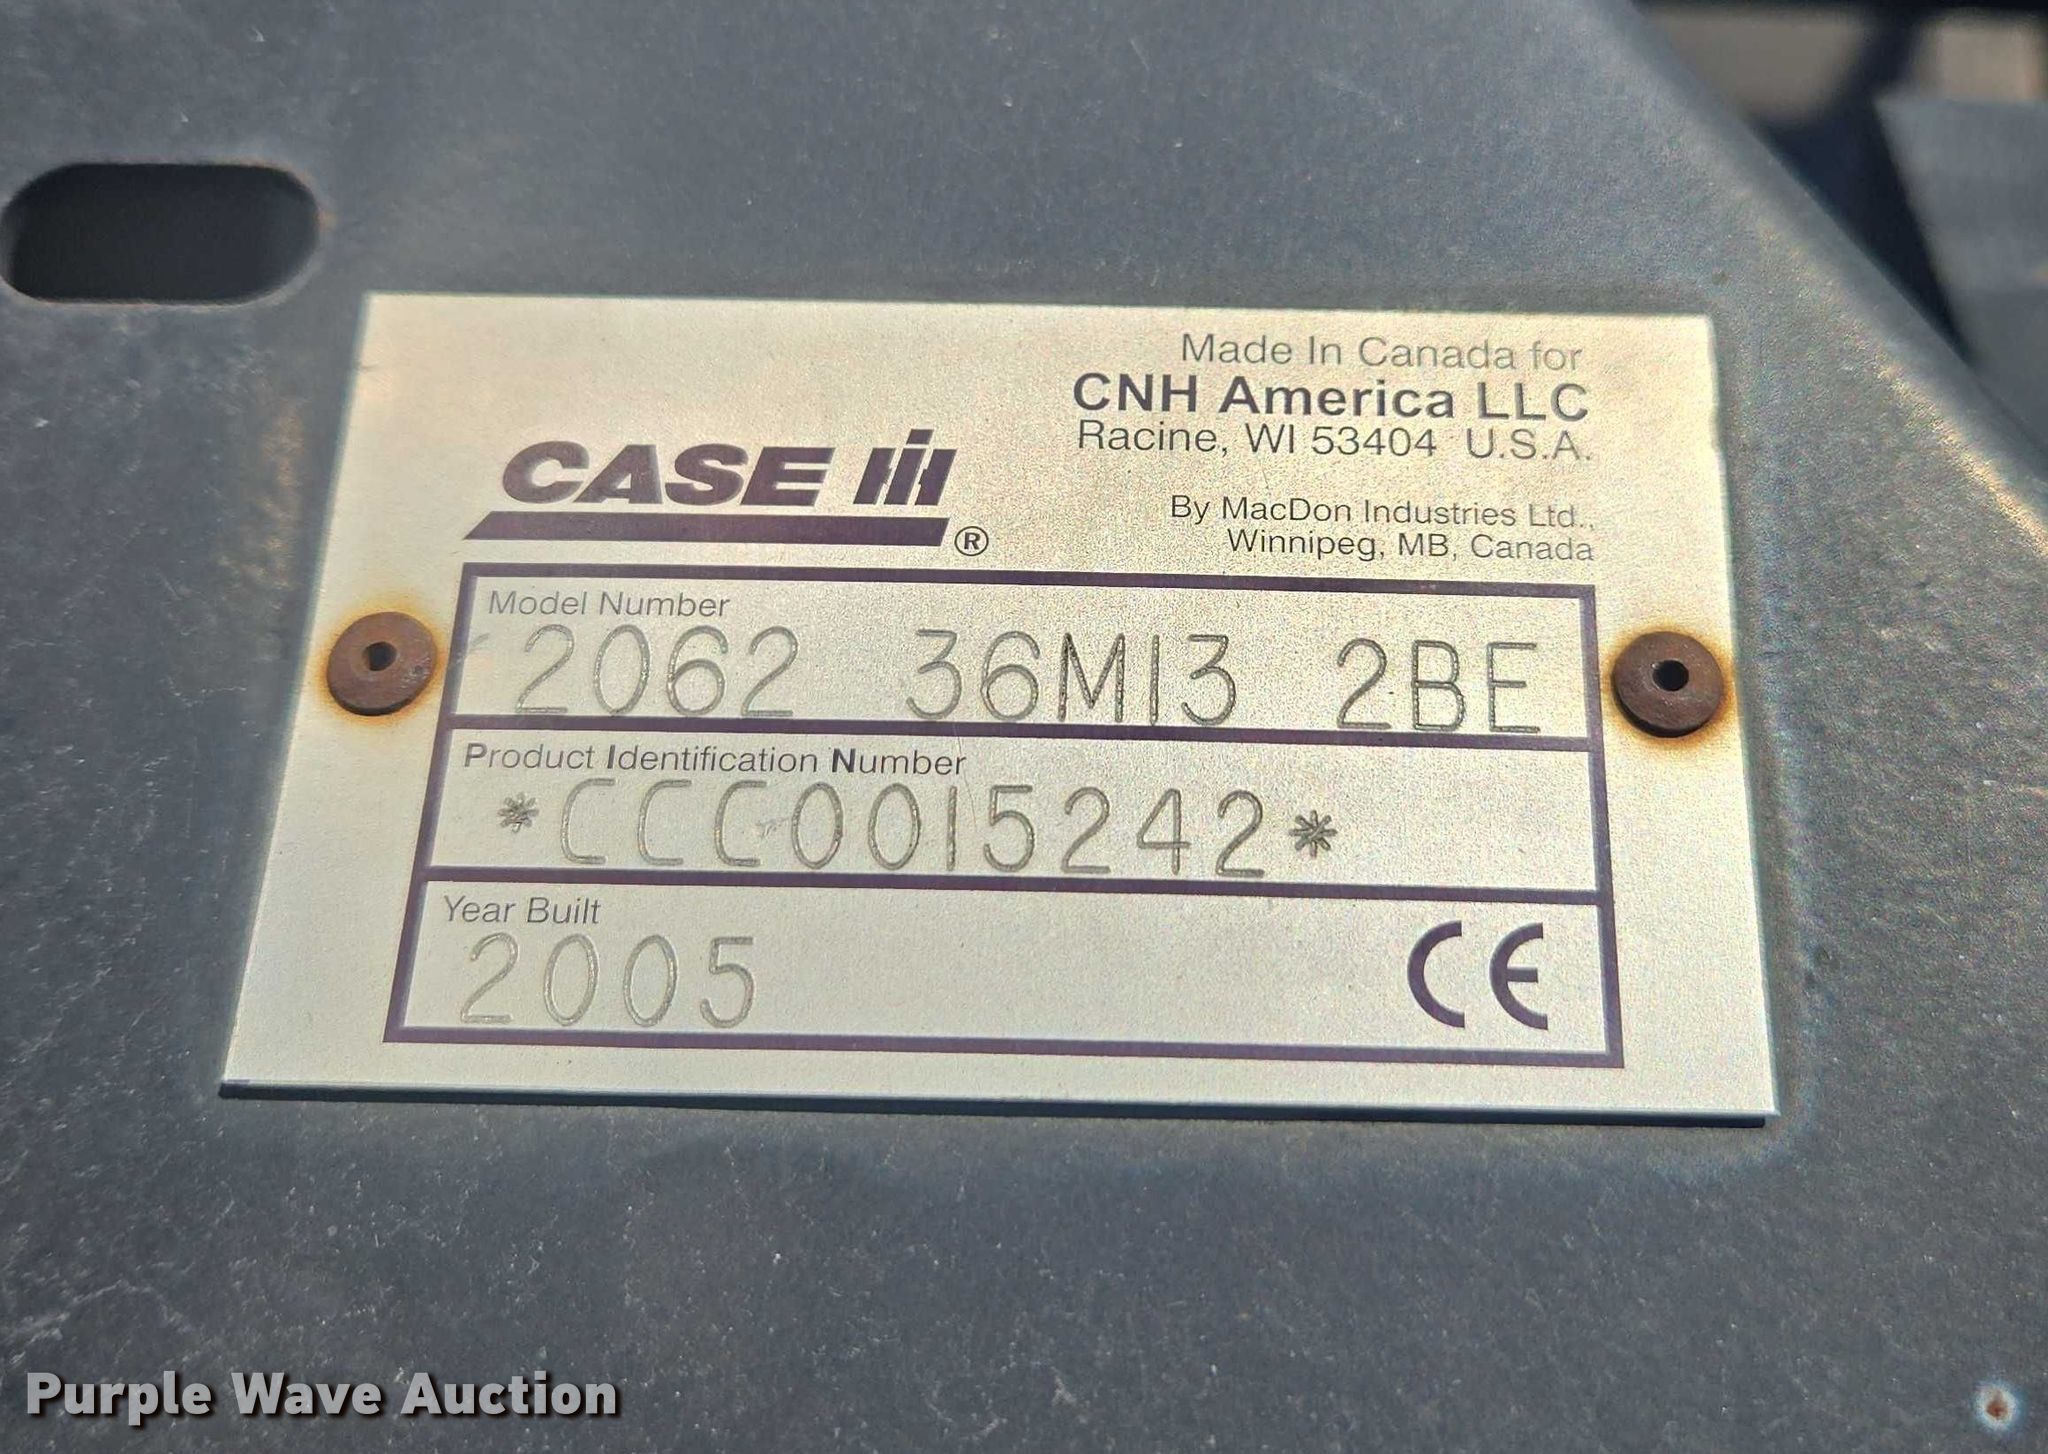 Made In Canada for
CNH America LLC
Racine, WI 53404 U.S.A.
CASE IH
®
By MacDon Industries Ltd.,
Winnipeg, MB, Canada
Model Number
2062 36M13 2BE
Product Identification Number
*CCC0015242*
Year Built
2005
CE
Purple Wave Auction